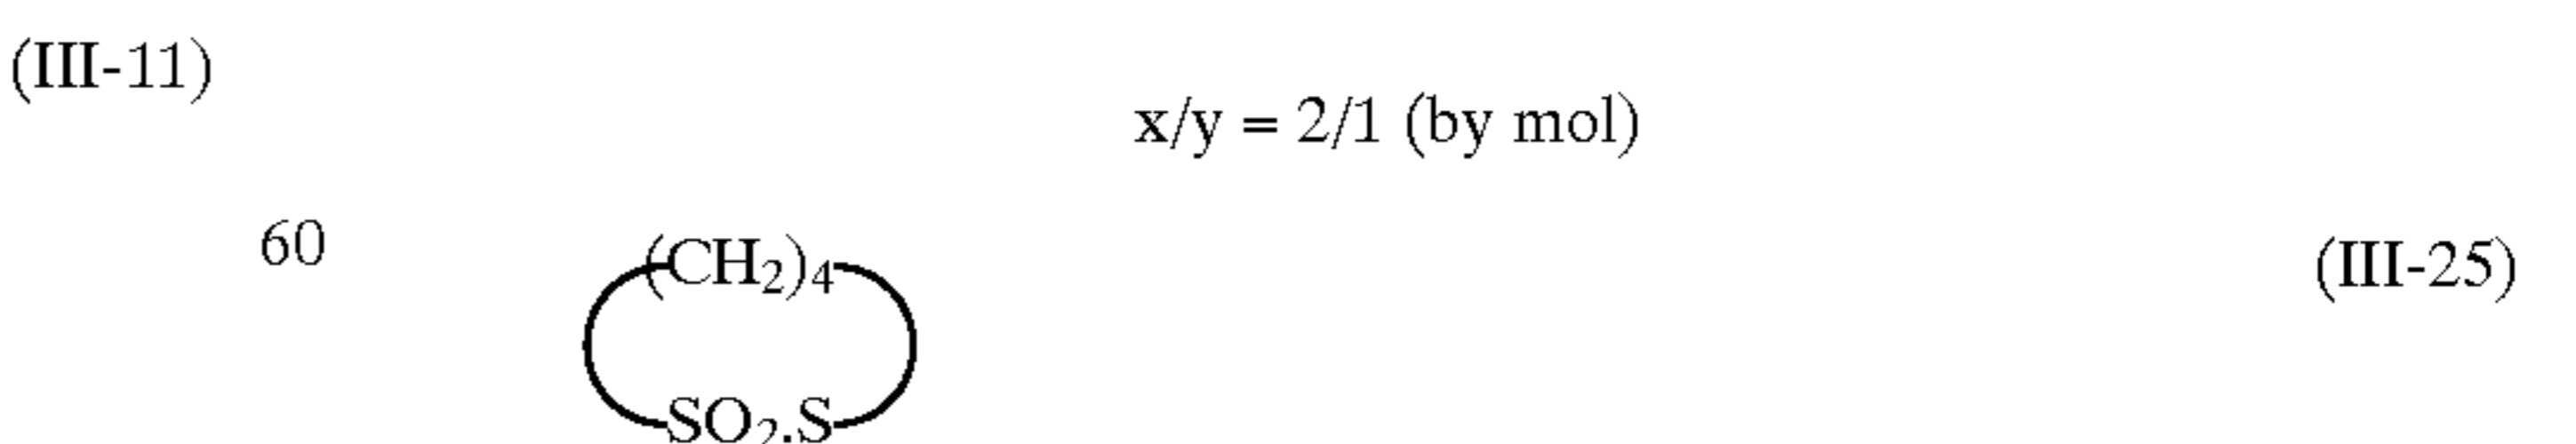 (III-11)
x/y = 2/1 (by mol)
60
(CH₂)₄
(III-25)
SO₂.S